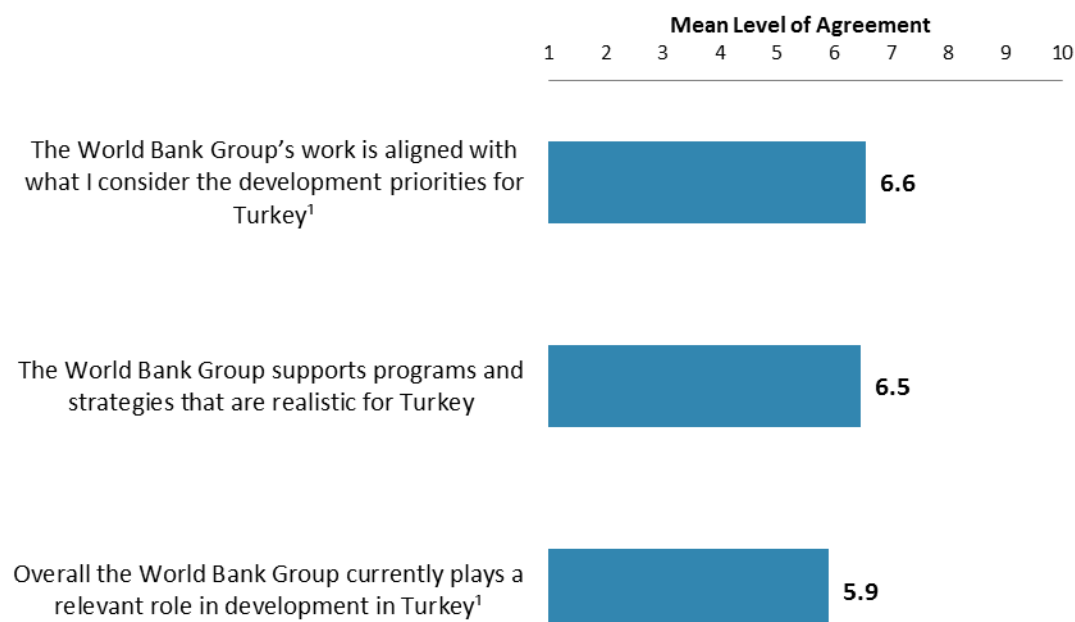 Mean Level of Agreement
1 2 3 4 5 6 7 8 9 10
The World Bank Group’s work is aligned with
what I consider the development priorities for
Turkey¹
6.6
The World Bank Group supports programs and
strategies that are realistic for Turkey
6.5
Overall the World Bank Group currently plays a
relevant role in development in Turkey¹
5.9